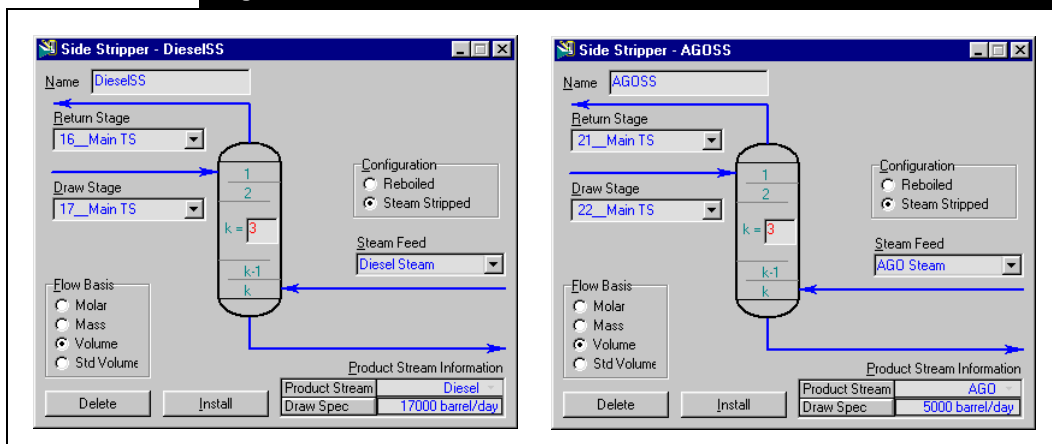 Side Stripper - DieselSS
Name DieselSS
Return Stage
16__Main TS
Draw Stage
17__Main TS
1
2
k = 3
k-1
k
Configuration
Reboiled
Steam Stripped
Steam Feed
Diesel Steam
Flow Basis
Molar
Mass
Volume
Std Volume
Product Stream Information
Product Stream Diesel
Draw Spec 17000 barrel/day
Delete Install
Side Stripper - AGOSS
Name AGOSS
Return Stage
21__Main TS
Draw Stage
22__Main TS
1
2
k = 3
k-1
k
Configuration
Reboiled
Steam Stripped
Steam Feed
AGO Steam
Flow Basis
Molar
Mass
Volume
Std Volume
Product Stream Information
Product Stream AGO
Draw Spec 5000 barrel/day
Delete Install